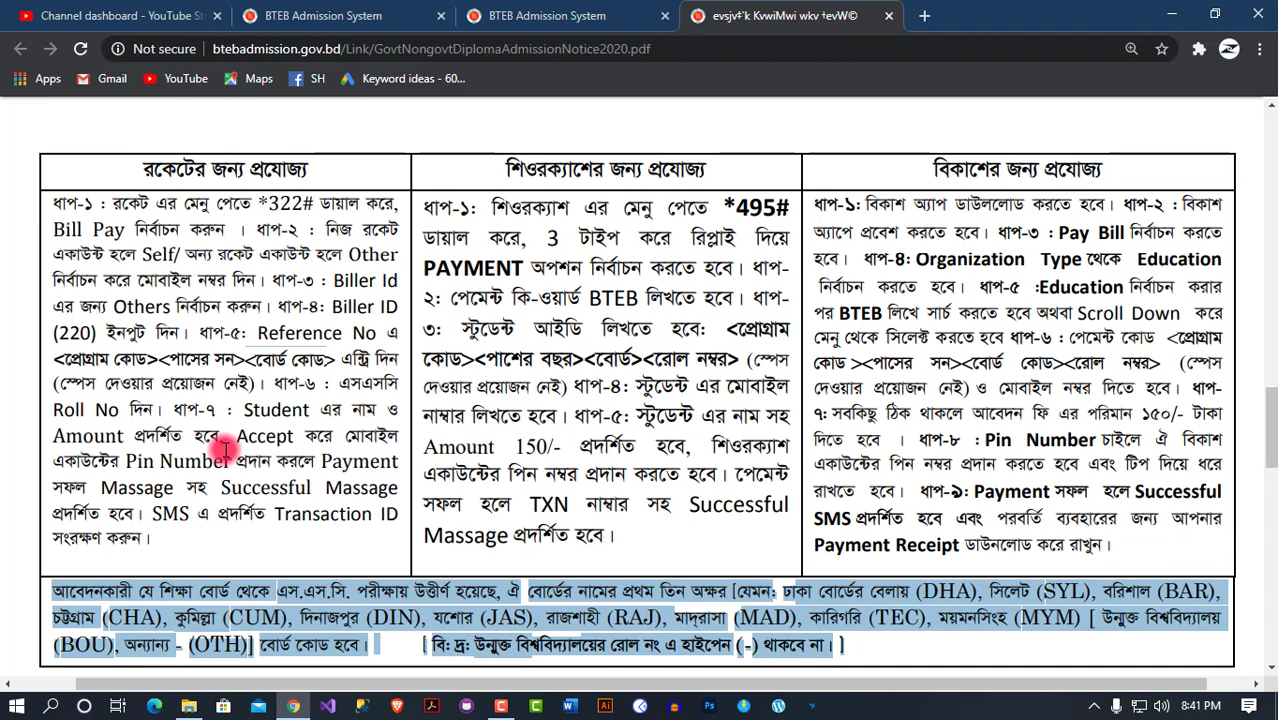 Channel dashboard - YouTube St
BTEB Admission System
BTEB Admission System
evsjv‡`k KvwiMwi wkv ‡evW©
Not secure
btebadmission.gov.bd/Link/GovtNongovtDiplomaAdmissionNotice2020.pdf
Apps
Gmail
YouTube
Maps
SH
Keyword ideas - 60...
রকেটের জন্য প্রযোজ্য
ধাপ-১ : রকেট এর মেনু পেতে *322# ডায়াল করে,
Bill Pay নির্বাচন করুন । ধাপ-২ : নিজ রকেট
একাউন্ট হলে Self/ অন্য রকেট একাউন্ট হলে Other
নির্বাচন করে মোবাইল নম্বর দিন। ধাপ-৩ : Biller Id
এর জন্য Others নির্বাচন করুন। ধাপ-৪: Biller ID
(220) ইনপুট দিন। ধাপ-৫: Reference No এ
<প্রোগ্রাম কোড><পাসের সন><বোর্ড কোড> এন্ট্রি দিন
(স্পেস দেওয়ার প্রয়োজন নেই)। ধাপ-৬ : এসএসসি
Roll No দিন। ধাপ-৭ : Student এর নাম ও
Amount প্রদর্শিত হবে, Accept করে মোবাইল
একাউন্টের Pin Number প্রদান করলে Payment
সফল Massage সহ Successful Massage
প্রদর্শিত হবে। SMS এ প্রদর্শিত Transaction ID
সংরক্ষণ করুন।
শিওরক্যাশের জন্য প্রযোজ্য
ধাপ-১: শিওরক্যাশ এর মেনু পেতে *495#
ডায়াল করে, 3 টাইপ করে রিপ্লাই দিয়ে
PAYMENT অপশন নির্বাচন করতে হবে। ধাপ-
২: পেমেন্ট কি-ওয়ার্ড BTEB লিখতে হবে। ধাপ-
৩: স্টুডেন্ট আইডি লিখতে হবে: <প্রোগ্রাম
কোড><পাশের বছর><বোর্ড><রোল নম্বর> (স্পেস
দেওয়ার প্রয়োজন নেই) ধাপ-৪: স্টুডেন্ট এর মোবাইল
নাম্বার লিখতে হবে। ধাপ-৫: স্টুডেন্ট এর নাম সহ
Amount 150/- প্রদর্শিত হবে, শিওরক্যাশ
একাউন্টের পিন নম্বর প্রদান করতে হবে। পেমেন্ট
সফল হলে TXN নাম্বার সহ Successful
Massage প্রদর্শিত হবে।
বিকাশের জন্য প্রযোজ্য
ধাপ-১: বিকাশ অ্যাপ ডাউনলোড করতে হবে। ধাপ-২ : বিকাশ
অ্যাপে প্রবেশ করতে হবে। ধাপ-৩ : Pay Bill নির্বাচন করতে
হবে। ধাপ-৪: Organization Type থেকে Education
নির্বাচন করতে হবে। ধাপ-৫ :Education নির্বাচন করার
পর BTEB লিখে সার্চ করতে হবে অথবা Scroll Down করে
মেনু থেকে সিলেক্ট করতে হবে ধাপ-৬ : পেমেন্ট কোড <প্রোগ্রাম
কোড><পাসের সন><বোর্ড কোড><রোল নম্বর> (স্পেস
দেওয়ার প্রয়োজন নেই) ও মোবাইল নম্বর দিতে হবে। ধাপ-
৭: সবকিছু ঠিক থাকলে আবেদন ফি এর পরিমান ১৫০/- টাকা
দিতে হবে । ধাপ-৮ : Pin Number চাইলে ঐ বিকাশ
একাউন্টের পিন নম্বর প্রদান করতে হবে এবং টিপ দিয়ে ধরে
রাখতে হবে। ধাপ-৯: Payment সফল হলে Successful
SMS প্রদর্শিত হবে এবং পরবর্তি ব্যবহারের জন্য আপনার
Payment Receipt ডাউনলোড করে রাখুন।
আবেদনকারী যে শিক্ষা বোর্ড থেকে এস.এস.সি. পরীক্ষায় উত্তীর্ণ হয়েছে, ঐ বোর্ডের নামের প্রথম তিন অক্ষর [যেমন: ঢাকা বোর্ডের বেলায় (DHA), সিলেট (SYL), বরিশাল (BAR),
চট্টগ্রাম (CHA), কুমিল্লা (CUM), দিনাজপুর (DIN), যশোর (JAS), রাজশাহী (RAJ), মাদ্‌রাসা (MAD), কারিগরি (TEC), ময়মনসিংহ (MYM) [ উন্মুক্ত বিশ্ববিদ্যালয়
(BOU), অন্যান্য - (OTH)] বোর্ড কোড হবে। [ বি: দ্র: উন্মুক্ত বিশ্ববিদ্যালয়ের রোল নং এ হাইপেন (-) থাকবে না। ]
8:41 PM